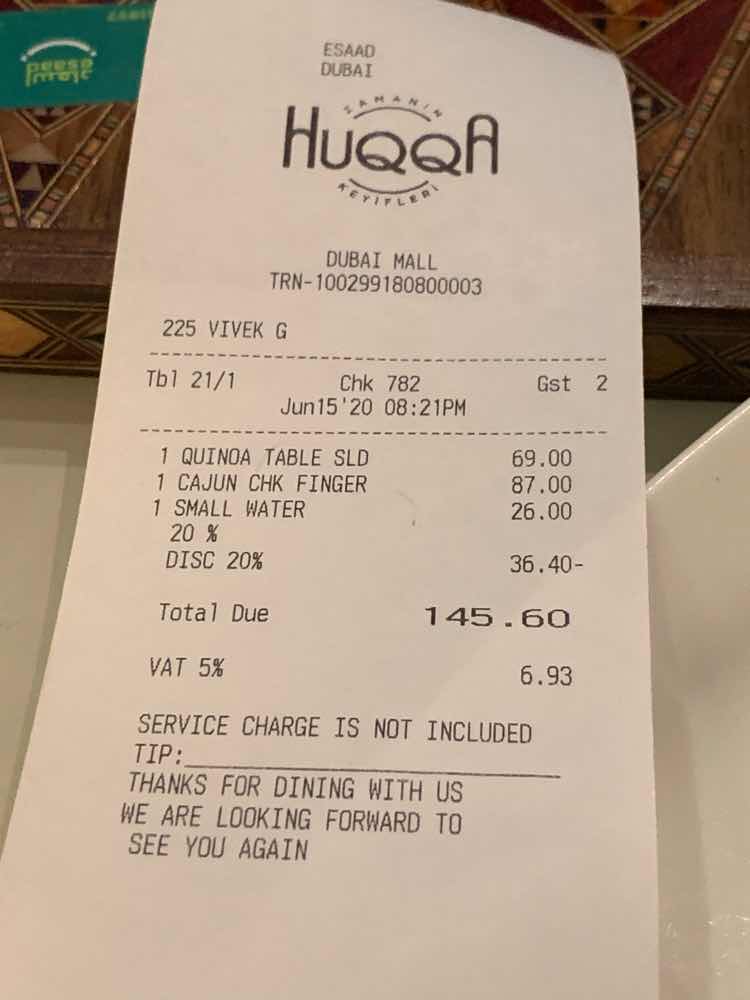 ESAAD
DUBAI
ZAMANIN
HUQQA
KEYIFLERI
DUBAI MALL
TRN-100299180800003
225 VIVEK G
Tbl 21/1 Chk 782 Gst 2
Jun15'20 08:21PM
1 QUINOA TABLE SLD 69.00
1 CAJUN CHK FINGER 87.00
1 SMALL WATER 26.00
20 %
DISC 20% 36.40-
Total Due 145.60
VAT 5% 6.93
SERVICE CHARGE IS NOT INCLUDED
TIP:
THANKS FOR DINING WITH US
WE ARE LOOKING FORWARD TO
SEE YOU AGAIN